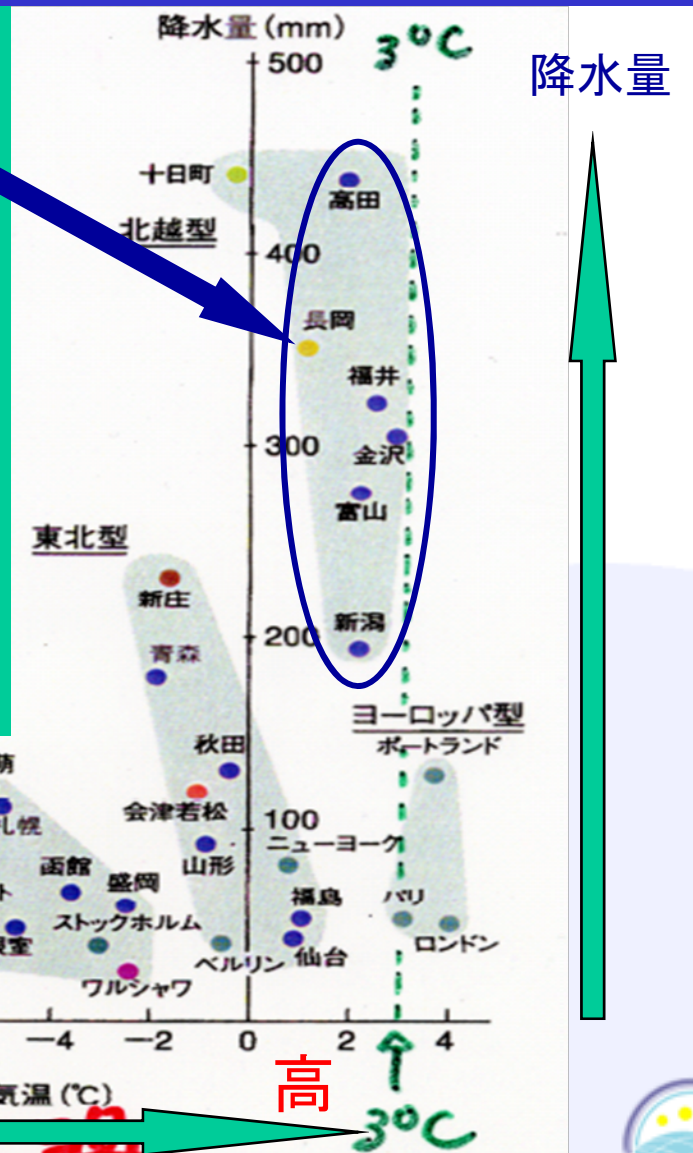 降水量(mm)
3°C
降水量
500
十日町
高田
北越型
400
長岡
福井
300
金沢
富山
東北型
新庄
新潟
200
青森
ヨーロッパ型
ポートランド
秋田
会津若松
札幌
100
ニューヨーク
山形
函館
盛岡
福島
パリ
ストックホルム
ロンドン
ベルリン
仙台
ワルシャワ
−4
−2
0
2
4
気温(℃)
高
3°C